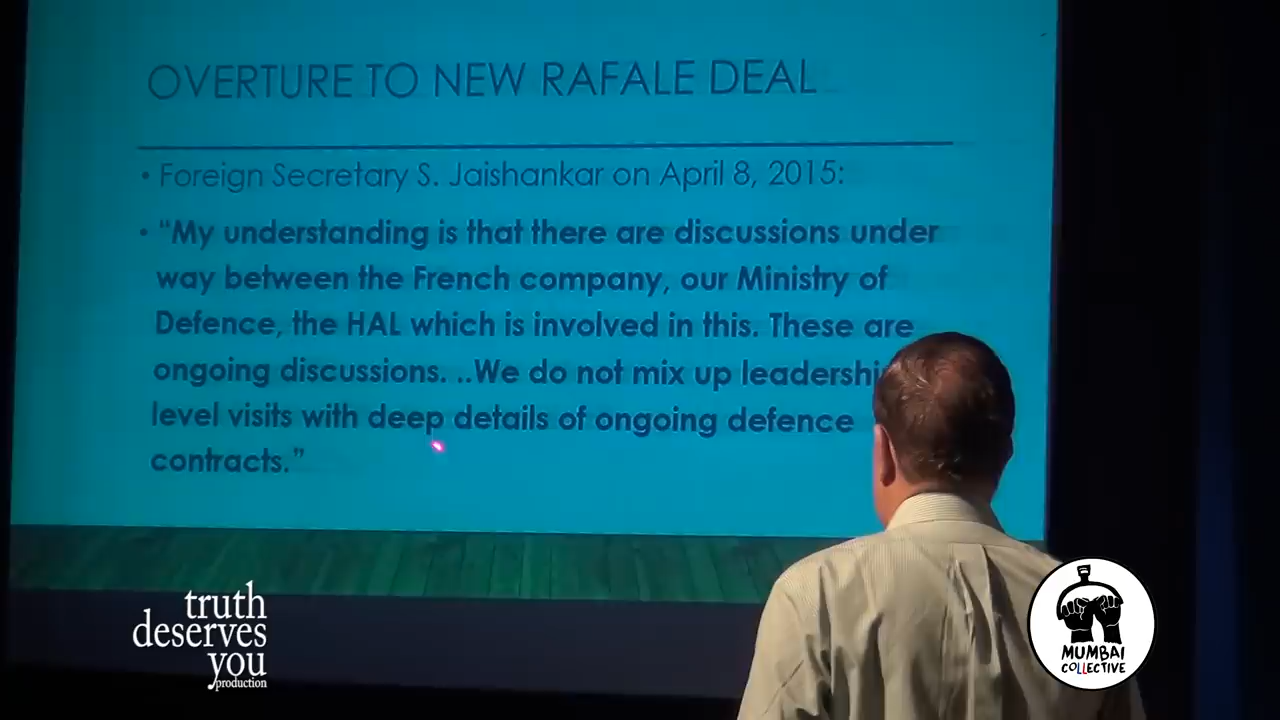 OVERTURE TO NEW RAFALE DEAL
• Foreign Secretary S. Jaishankar on April 8, 2015:
• "My understanding is that there are discussions under
way between the French company, our Ministry of
Defence, the HAL which is involved in this. These are
ongoing discussions. ..We do not mix up leadershi
level visits with deep details of ongoing defence
contracts."
truth
deserves
you
production
MUMBAI
COLLECTIVE